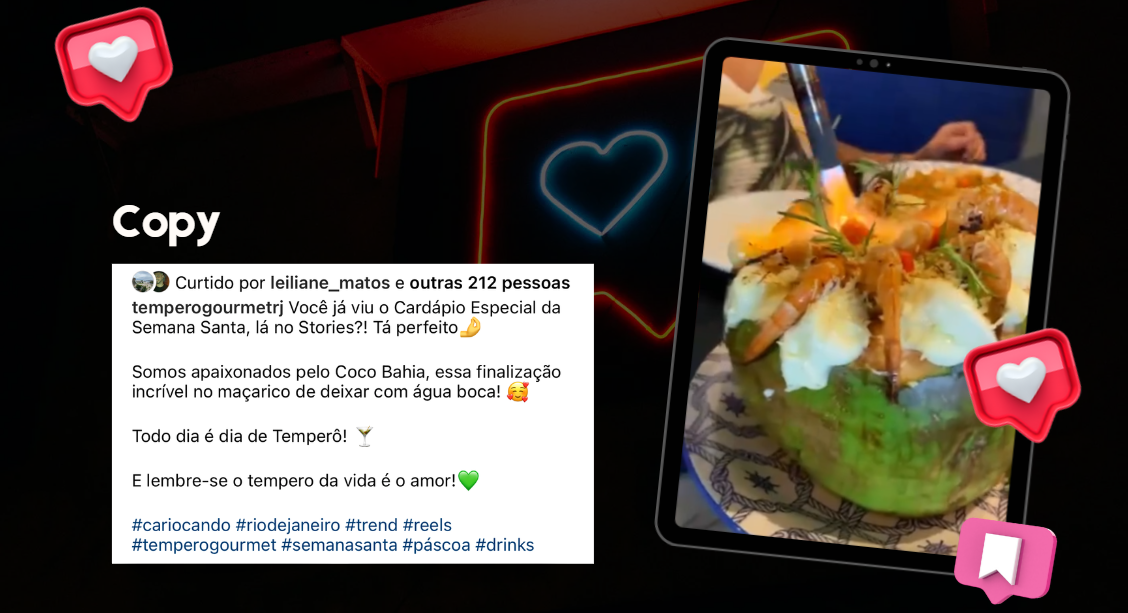 Copy
Curtido por leiliane_matos e outras 212 pessoas
temperogourmetrj Você já viu o Cardápio Especial da
Semana Santa, lá no Stories?! Tá perfeito🤌
Somos apaixonados pelo Coco Bahia, essa finalização
incrível no maçarico de deixar com água boca! 🥰
Todo dia é dia de Temperô! 🍸
E lembre-se o tempero da vida é o amor!💚
#cariocando #riodejaneiro #trend #reels
#temperogourmet #semanasanta #páscoa #drinks